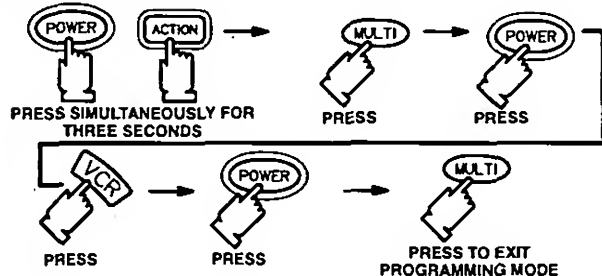 POWER ACTION MULTI POWER
PRESS SIMULTANEOUSLY FOR
THREE SECONDS
PRESS PRESS
VCR POWER MULTI
PRESS PRESS PRESS TO EXIT
PROGRAMMING MODE